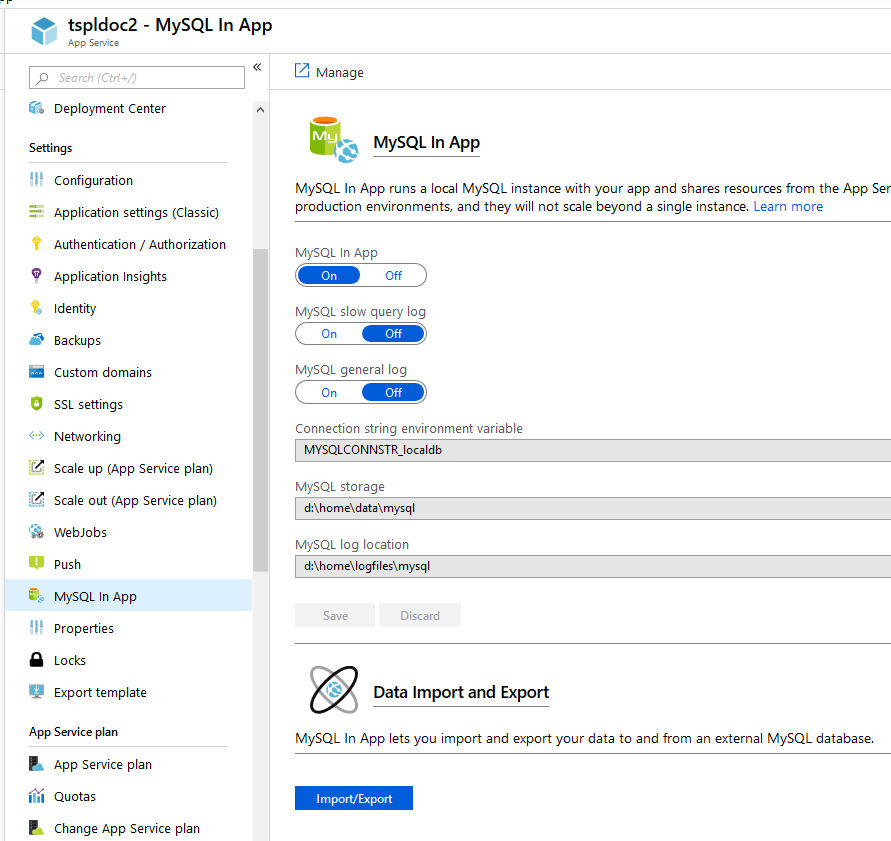 tspldoc2 - MySQL In App
App Service
Search (Ctrl+/)
«
Deployment Center
Settings
Configuration
Application settings (Classic)
Authentication / Authorization
Application Insights
Identity
Backups
Custom domains
SSL settings
Networking
Scale up (App Service plan)
Scale out (App Service plan)
WebJobs
Push
MySQL In App
Properties
Locks
Export template
App Service plan
App Service plan
Quotas
Change App Service plan
Manage
My
MySQL In App
MySQL In App runs a local MySQL instance with your app and shares resources from the App Ser
production environments, and they will not scale beyond a single instance. Learn more
MySQL In App
On Off
MySQL slow query log
On Off
MySQL general log
On Off
Connection string environment variable
MYSQLCONNSTR_localdb
MySQL storage
d:\home\data\mysql
MySQL log location
d:\home\logfiles\mysql
Save Discard
Data Import and Export
MySQL In App lets you import and export your data to and from an external MySQL database.
Import/Export